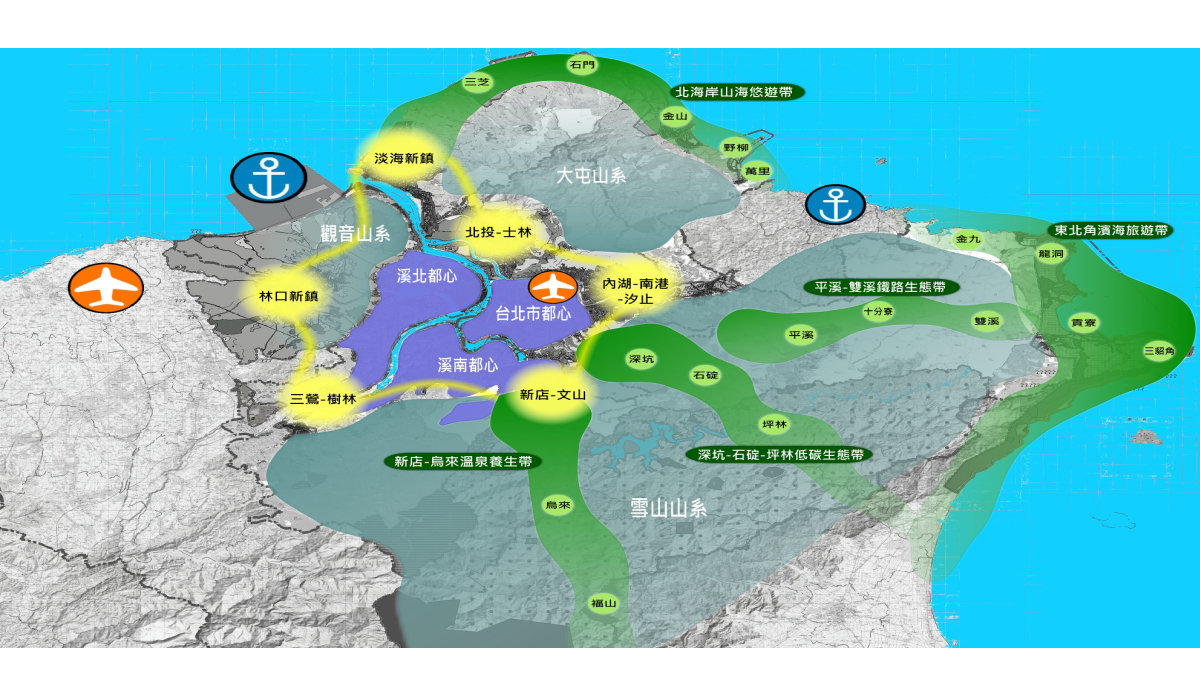 石門
三芝
北海岸山海悠遊帶
金山
野柳
淡海新鎮
萬里
大屯山系
觀音山系
北投-士林
東北角濱海旅遊帶
金九
龍洞
溪北都心
內湖-南港
-汐止
平溪-雙溪鐵路生態帶
林口新鎮
台北市都心
十分寮
雙溪
貢寮
平溪
三貂角
深坑
溪南都心
石碇
三鶯-樹林
新店-文山
坪林
深坑-石碇-坪林低碳生態帶
新店-烏來溫泉養生帶
烏來
雪山山系
福山